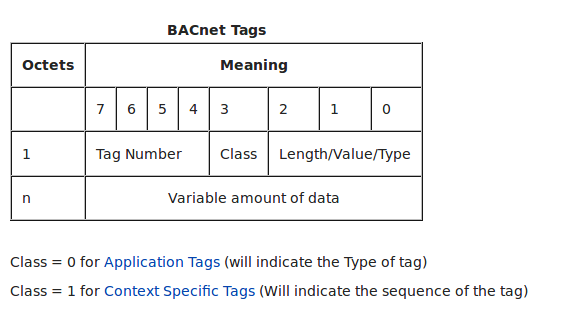 BACnet Tags
Octets Meaning
7 6 5 4 3 2 1 0
1 Tag Number Class Length/Value/Type
n Variable amount of data
Class = 0 for Application Tags (will indicate the Type of tag)
Class = 1 for Context Specific Tags (Will indicate the sequence of the tag)